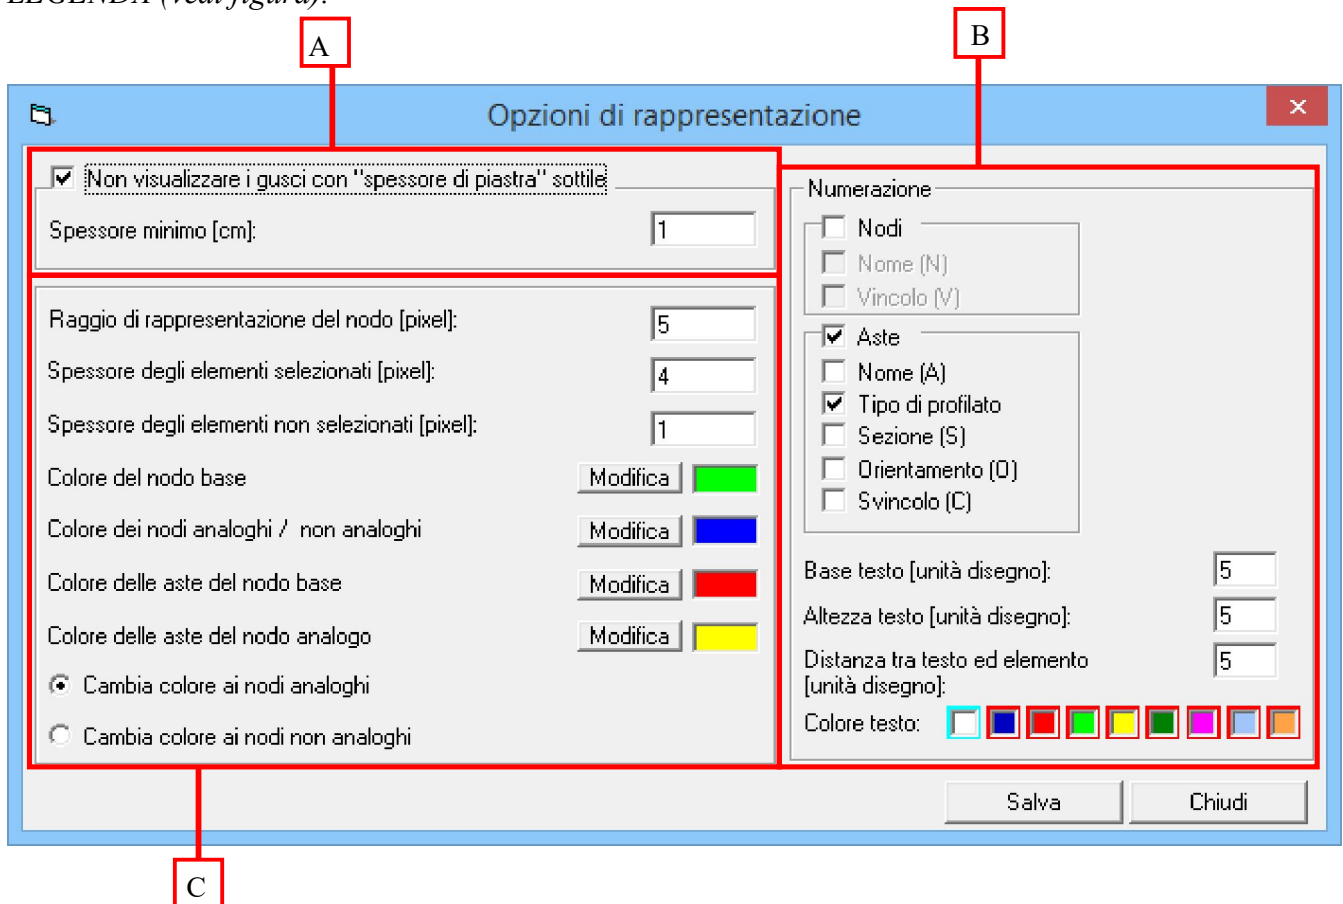 LEGENDA (vedi figura):
A
B
Opzioni di rappresentazione
Non visualizzare i gusci con "spessore di piastra" sottile
Spessore minimo [cm]:
1
Raggio di rappresentazione del nodo [pixel]:
5
Spessore degli elementi selezionati [pixel]:
4
Spessore degli elementi non selezionati [pixel]:
1
Colore del nodo base
Modifica
Colore dei nodi analoghi / non analoghi
Modifica
Colore delle aste del nodo base
Modifica
Colore delle aste del nodo analogo
Modifica
Cambia colore ai nodi analoghi
Cambia colore ai nodi non analoghi
Numerazione
Nodi
Nome (N)
Vincolo (V)
Aste
Nome (A)
Tipo di profilato
Sezione (S)
Orientamento (O)
Svincolo (C)
Base testo [unità disegno]:
5
Altezza testo [unità disegno]:
5
Distanza tra testo ed elemento
[unità disegno]:
5
Colore testo:
Salva
Chiudi
C